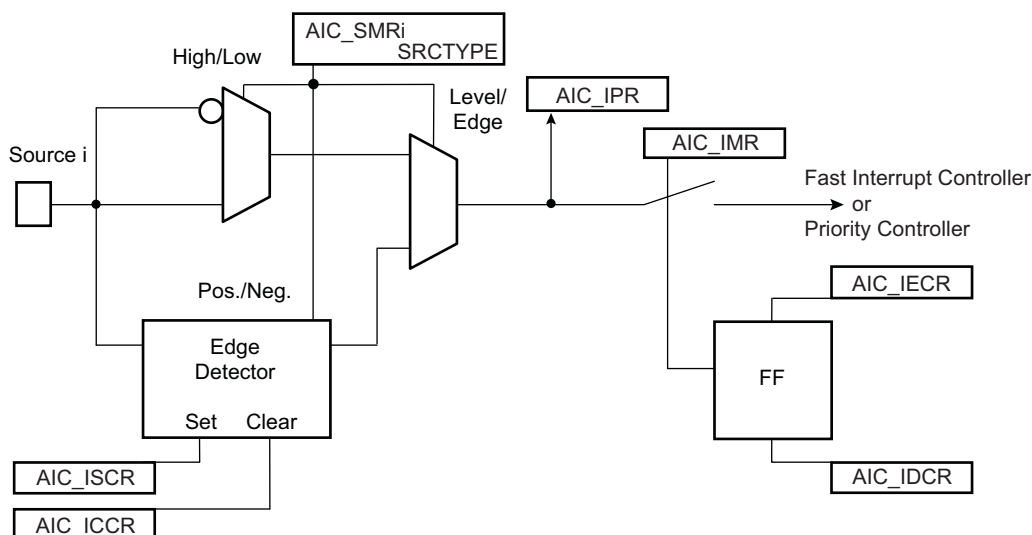 AIC_SMRi
SRCTYPE
High/Low
Level/
Edge
AIC_IPR
AIC_IMR
Source i
Fast Interrupt Controller
or
Priority Controller
Pos./Neg.
AIC_IECR
Edge
Detector
FF
Set Clear
AIC_ISCR
AIC_IDCR
AIC_ICCR